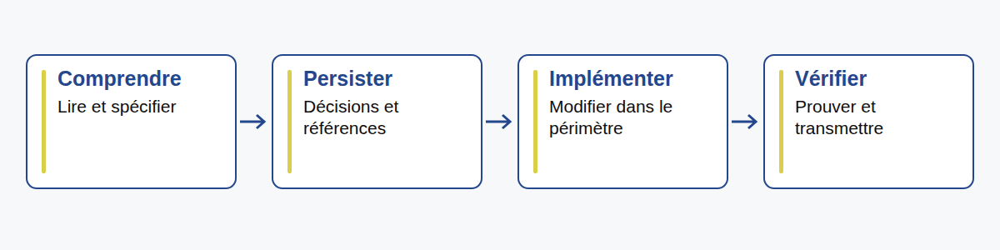 Comprendre
Lire et spécifier
Persister
Décisions et
références
Implémenter
Modifier dans le
périmètre
Vérifier
Prouver et
transmettre